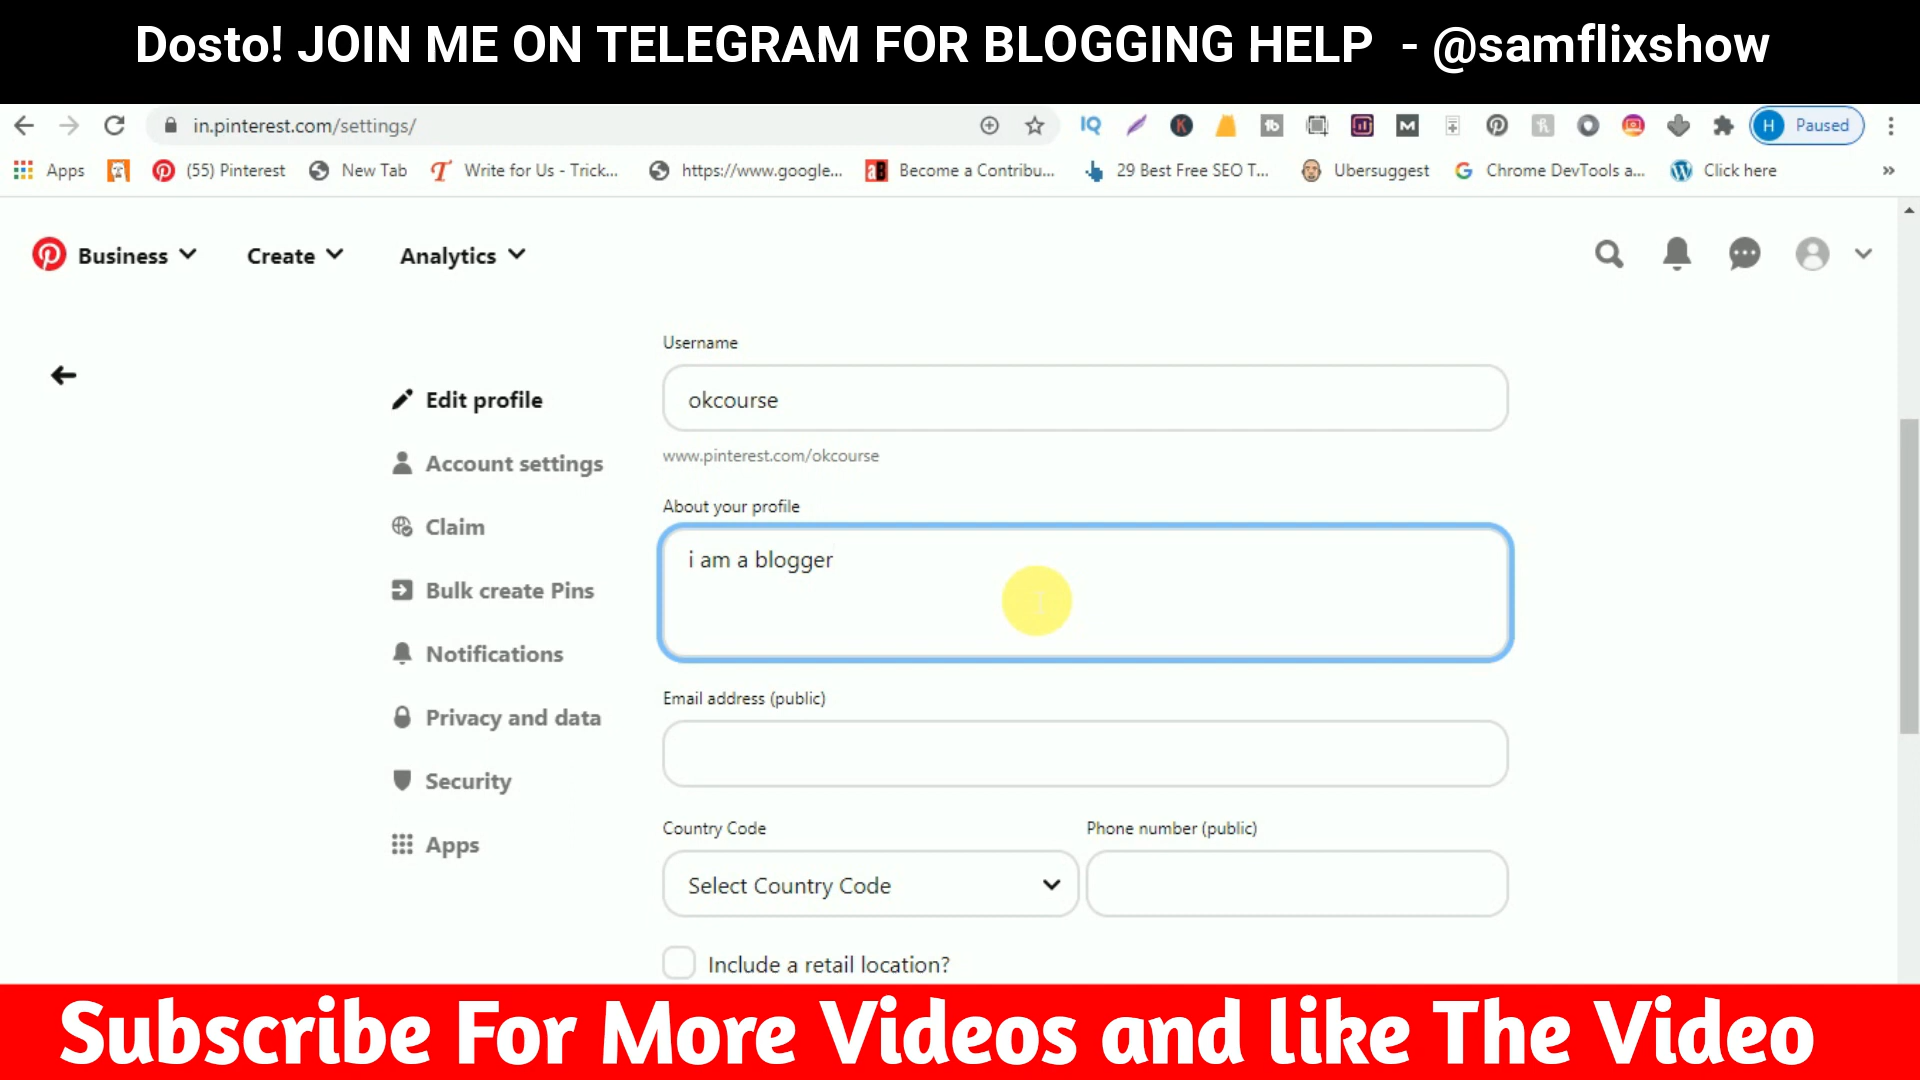 Dosto! JOIN ME ON TELEGRAM FOR BLOGGING HELP - @samflixshow
in.pinterest.com/settings/
IQ
K
fb
M
H
Paused
Apps
(55) Pinterest
New Tab
Write for Us - Trick...
https://www.google...
Become a Contribu...
29 Best Free SEO T...
Ubersuggest
Chrome DevTools a...
Click here
»
Business
Create
Analytics
Username
okcourse
www.pinterest.com/okcourse
Edit profile
Account settings
Claim
Bulk create Pins
Notifications
Privacy and data
Security
Apps
About your profile
i am a blogger
Email address (public)
Country Code
Phone number (public)
Select Country Code
Include a retail location?
Subscribe For More Videos and like The Video